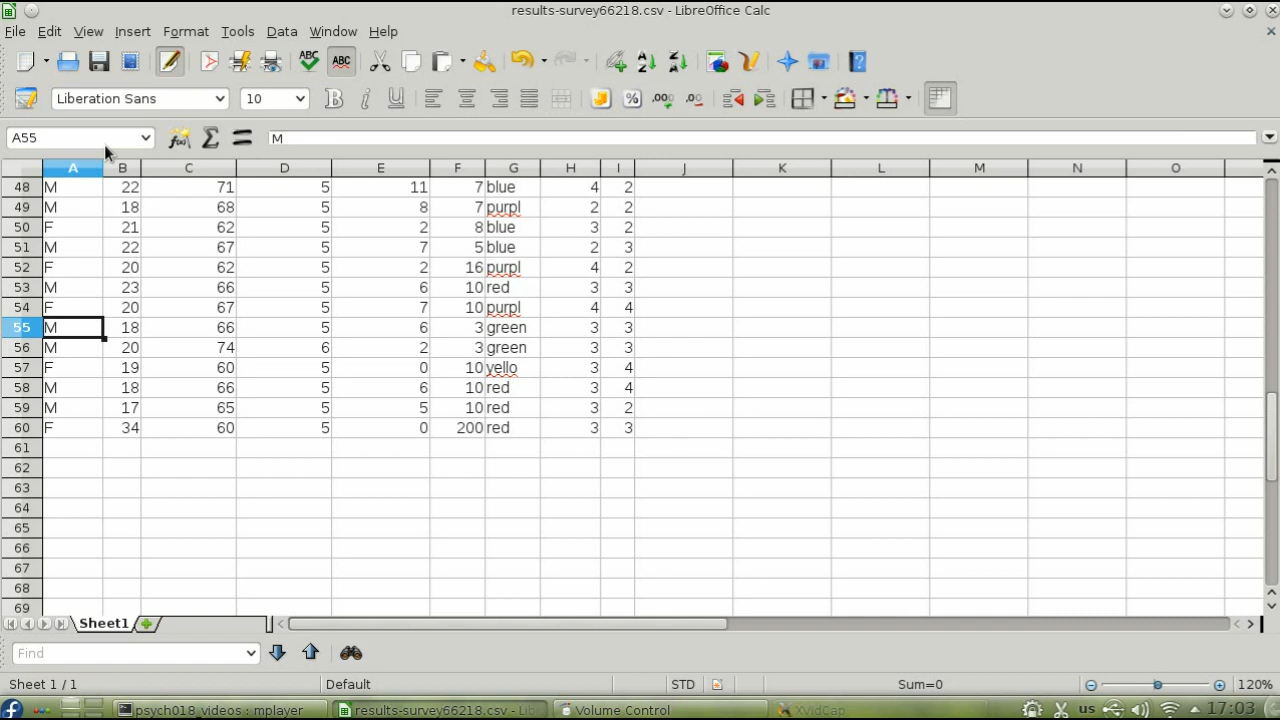 results-survey66218.csv - LibreOffice Calc
File Edit View Insert Format Tools Data Window Help
ABC ABC
Liberation Sans 10
A55 M
A B C D E F G H I J K L M N O
48 M 22 71 5 11 7 blue 4 2
49 M 18 68 5 8 7 purpl 2 2
50 F 21 62 5 2 8 blue 3 2
51 M 22 67 5 7 5 blue 2 3
52 F 20 62 5 2 16 purpl 4 2
53 M 23 66 5 6 10 red 3 3
54 F 20 67 5 7 10 purpl 4 4
55 M 18 66 5 6 3 green 3 3
56 M 20 74 6 2 3 green 3 3
57 F 19 60 5 0 10 yello 3 4
58 M 18 66 5 6 10 red 3 4
59 M 17 65 5 5 10 red 3 2
60 F 34 60 5 0 200 red 3 3
61
62
63
64
65
66
67
68
69
Sheet1
Find
Sheet 1 / 1 Default STD Sum=0 120%
psych018_videos : mplayer results-survey66218.csv - Lib Volume Control XVidCap us 17:03